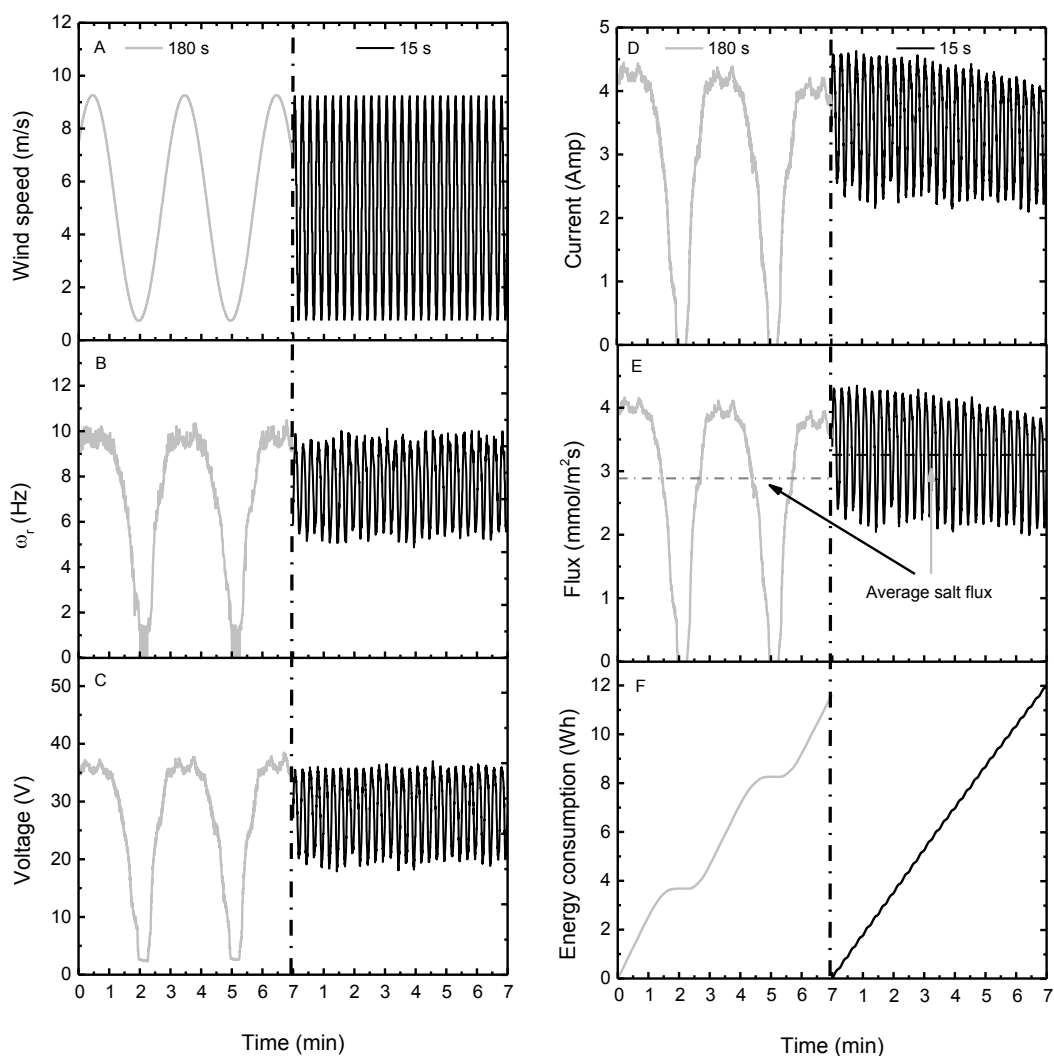 A
180 s
15 s
12
10
8
6
4
2
0
Wind speed (m/s)
B
12
10
8
6
4
2
0
ωr (Hz)
C
50
40
30
20
10
0
Voltage (V)
0 1 2 3 4 5 6 7 1 2 3 4 5 6 7
Time (min)
D
180 s
15 s
5
4
3
2
1
0
Current (Amp)
E
4
3
2
1
0
Flux (mmol/m²s)
Average salt flux
F
12
10
8
6
4
2
0
Energy consumption (Wh)
0 1 2 3 4 5 6 7 1 2 3 4 5 6 7
Time (min)